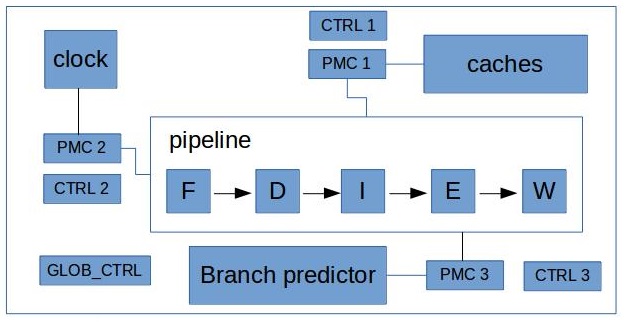 CTRL 1
clock
PMC 1
caches
pipeline
PMC 2
CTRL 2
F D I E W
GLOB_CTRL
Branch predictor
PMC 3
CTRL 3